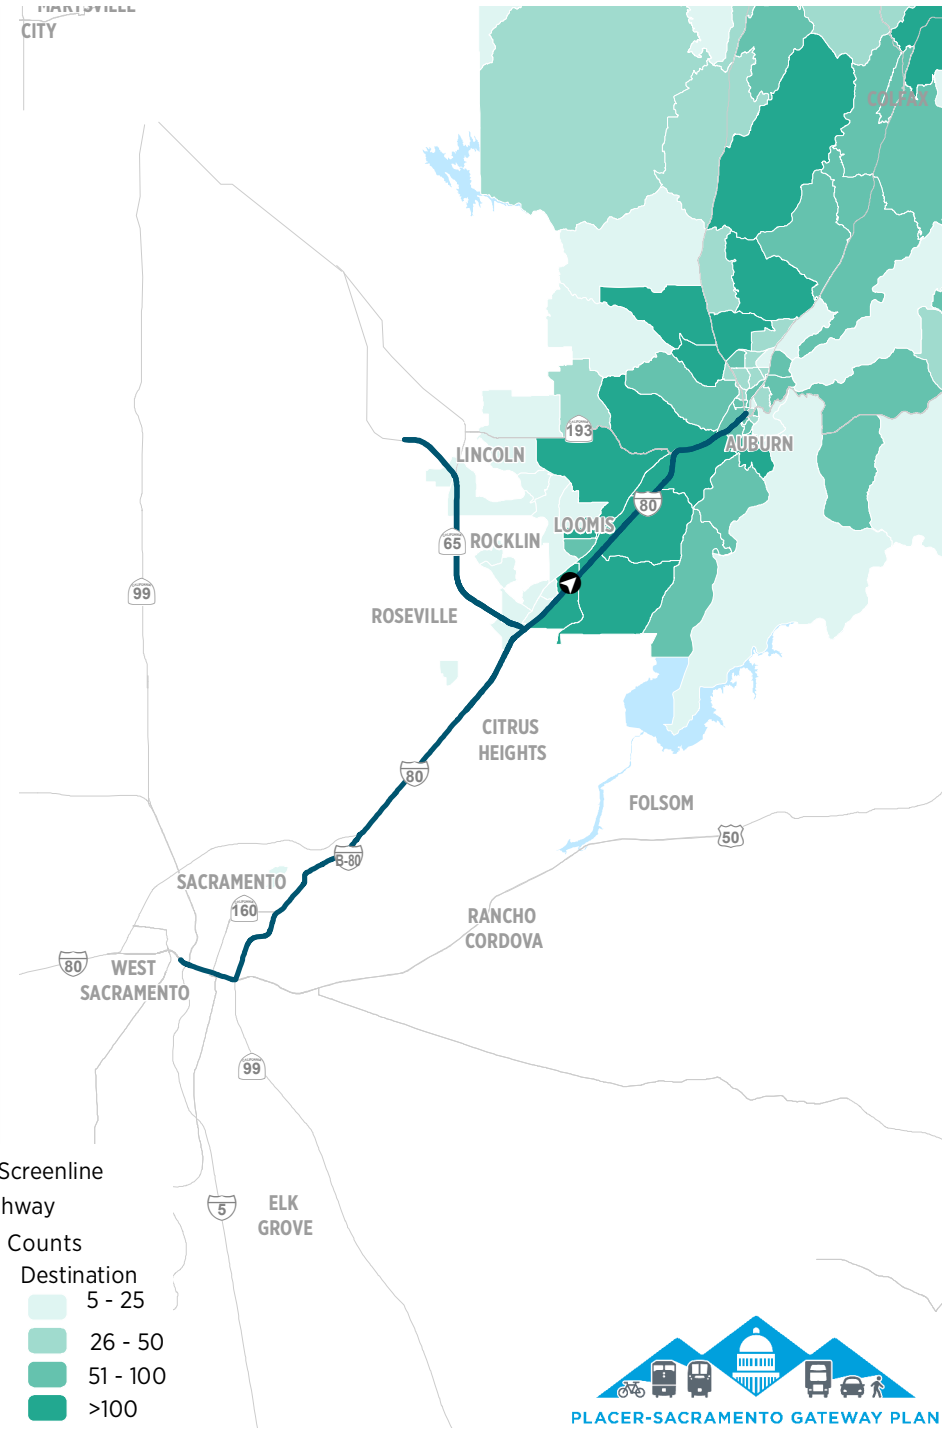 MARYSVILLE
CITY
COLFAX
193
AUBURN
LINCOLN
80
LOOMIS
65
ROCKLIN
99
ROSEVILLE
CITRUS
HEIGHTS
80
FOLSOM
50
B-80
SACRAMENTO
160
RANCHO
CORDOVA
80
WEST
SACRAMENTO
99
Screenline
hway
5
ELK
GROVE
Counts
Destination
5 - 25
26 - 50
51 - 100
>100
PLACER-SACRAMENTO GATEWAY PLAN